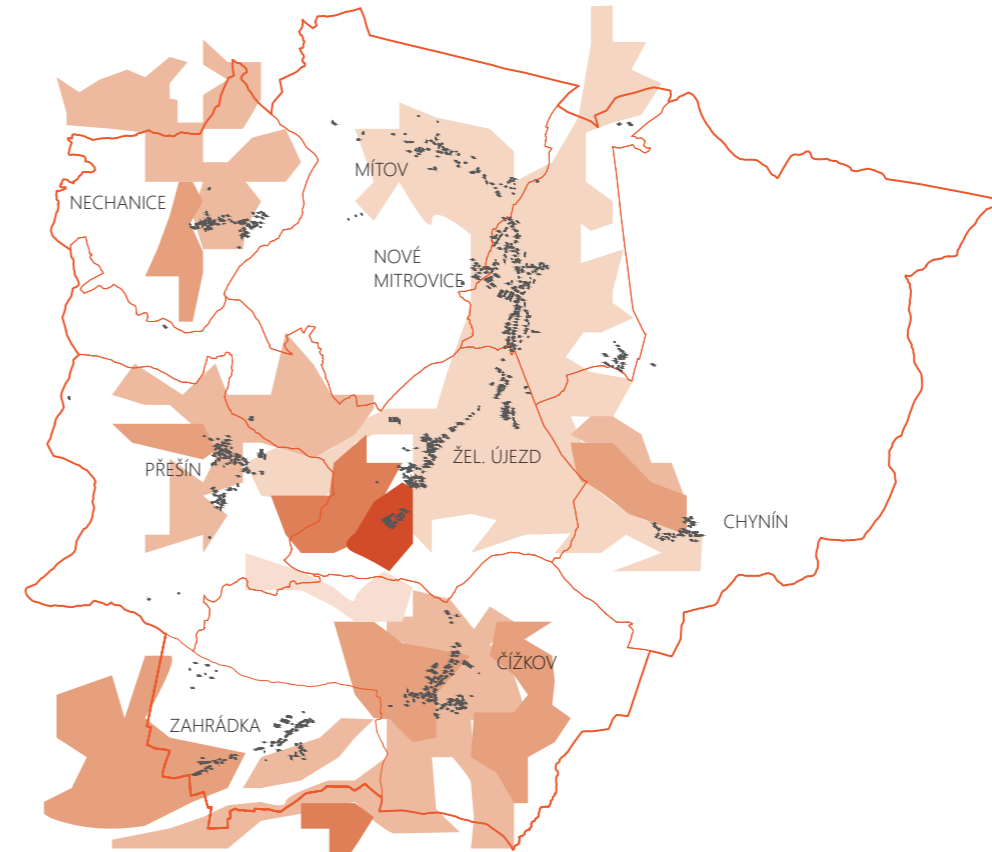 MÍTOV
NECHANICE
NOVÉ
MITROVICE
ŽEL. ÚJEZD
PŘEŠÍN
CHYNÍN
ČÍŽKOV
ZAHRÁDKA